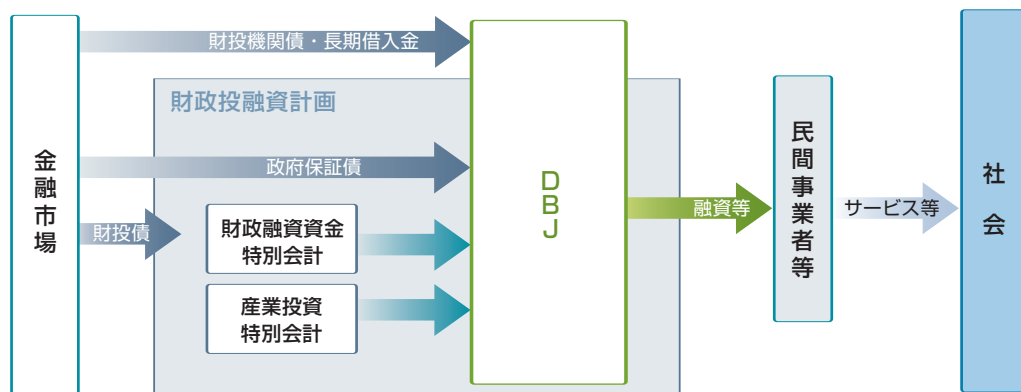 財投機関債・長期借入金
財政投融資計画
金融市場
政府保証債
財投債
財政融資資金
特別会計
産業投資
特別会計
DBJ
融資等
民間事業者等
サービス等
社会